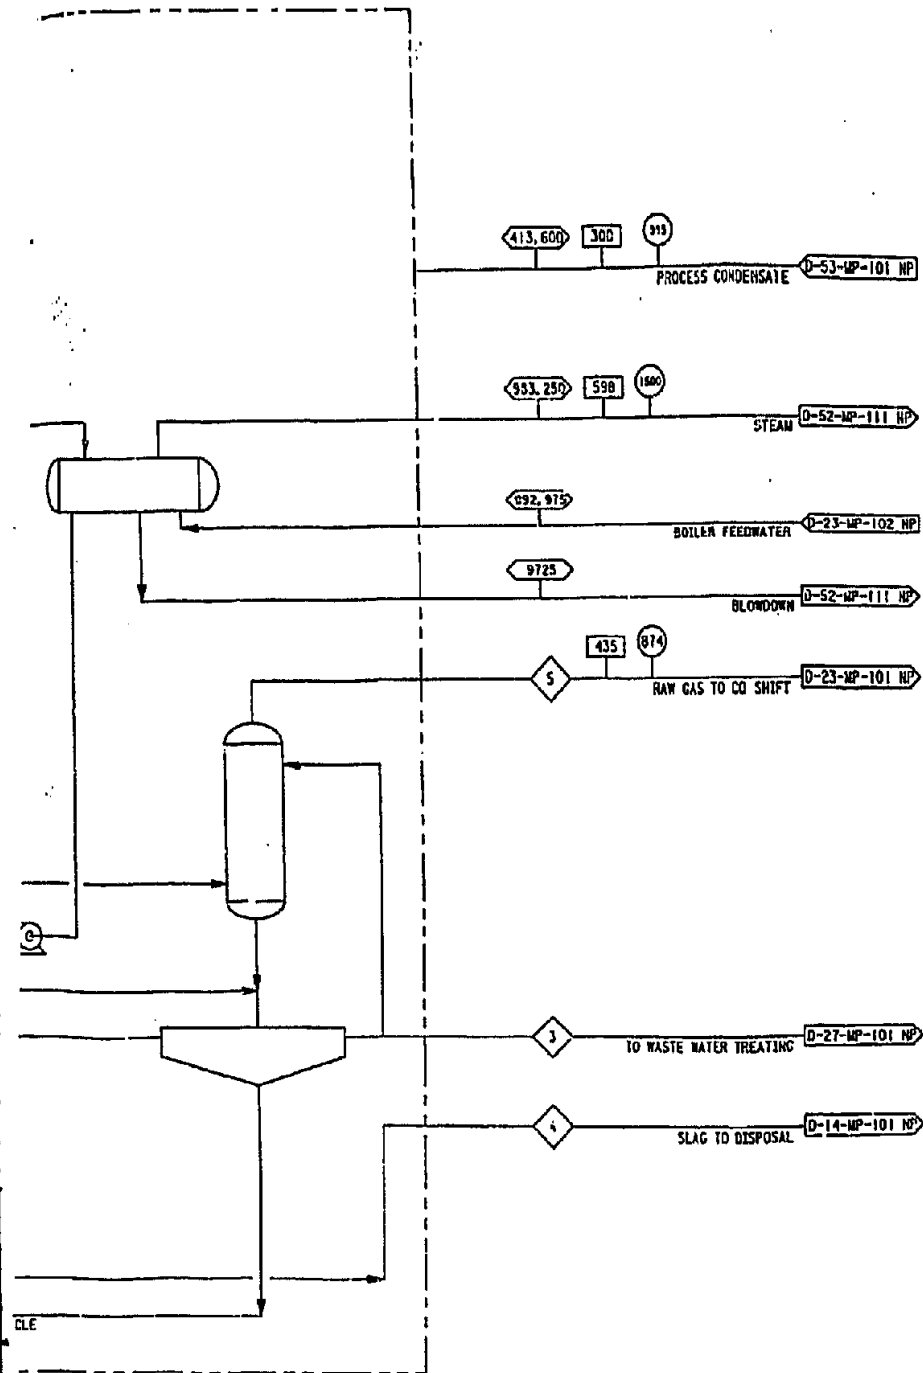 413,600 300
PROCESS CONDENSATE
D-53-MP-101 NP
598 1500
STEAM
D-52-MP-111 NP
BOILER FEEDWATER
D-23-MP-102 NP
9725
BLOWDOWN
D-52-MP-111 NP
5 435 874
RAW GAS TO CO SHIFT
D-23-MP-101 NP
3
TO WASTE WATER TREATING
D-27-MP-101 NP
4
SLAG TO DISPOSAL
D-14-MP-101 NP
CLE